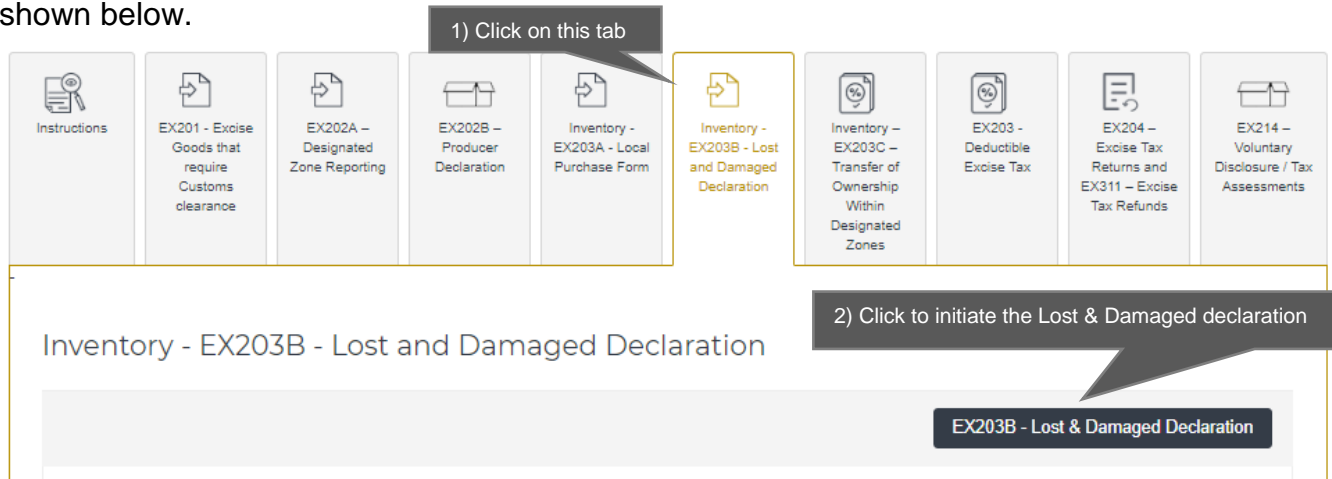 shown below.
1) Click on this tab
Instructions
EX201 - Excise
Goods that
require
Customs
clearance
EX202A –
Designated
Zone Reporting
EX202B –
Producer
Declaration
Inventory -
EX203A - Local
Purchase Form
Inventory -
EX203B - Lost
and Damaged
Declaration
Inventory –
EX203C –
Transfer of
Ownership
Within
Designated
Zones
EX203 -
Deductible
Excise Tax
EX204 –
Excise Tax
Returns and
EX311 – Excise
Tax Refunds
EX214 –
Voluntary
Disclosure / Tax
Assessments
2) Click to initiate the Lost & Damaged declaration
Inventory - EX203B - Lost and Damaged Declaration
EX203B - Lost & Damaged Declaration